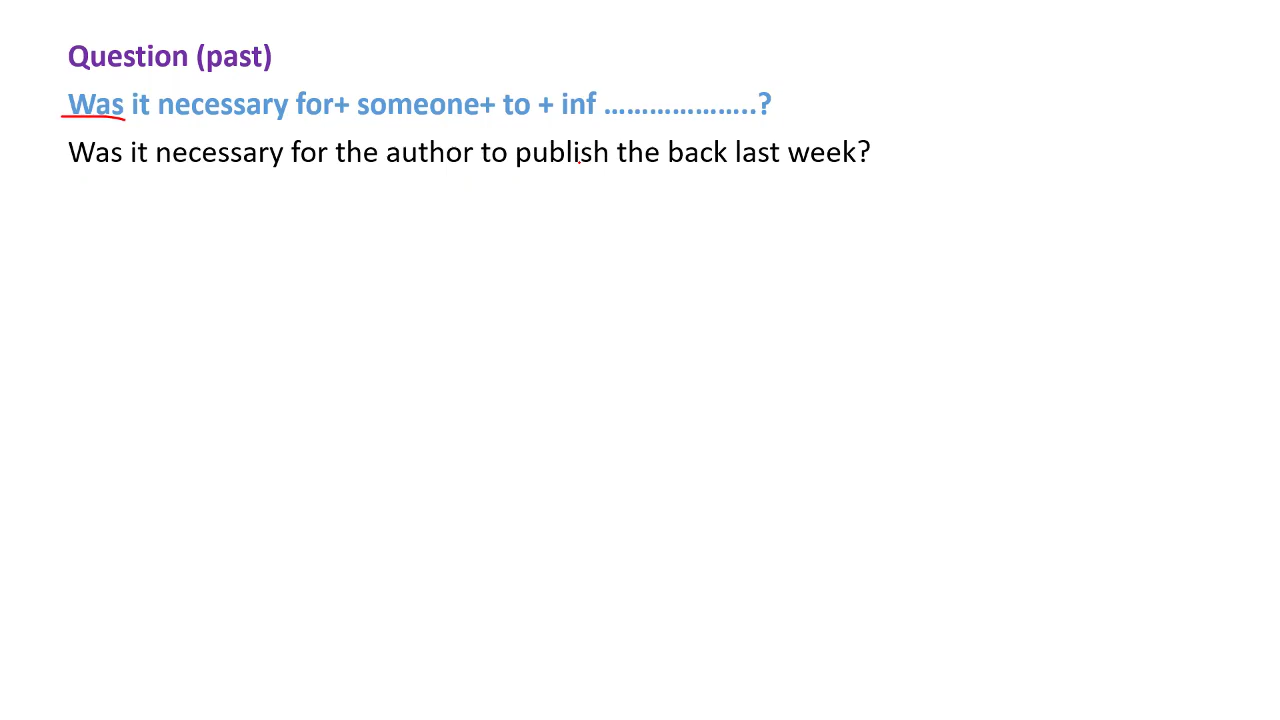 Question (past)
Was it necessary for+ someone+ to + inf ………………..?
Was it necessary for the author to publish the back last week?